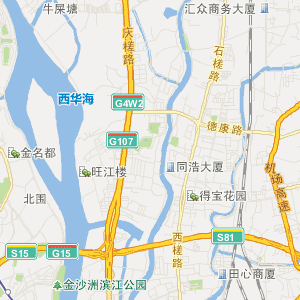 牛屎塘
汇众商务大厦
庆槎路
石槎路
西华海
G4W2
德康路
G107
金名都
旺江楼
同浩大厦
机场高速
北围
得宝花园
西槎路
S81
S15
G15
田心商厦
金沙洲滨江公园